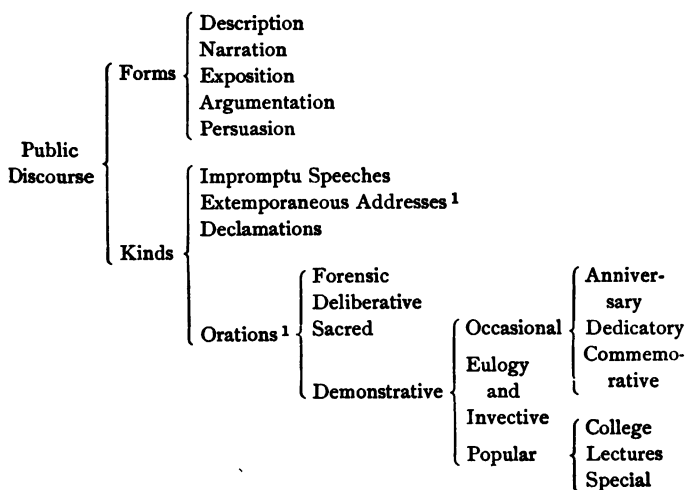 Description
Narration
Forms Exposition
Argumentation
Persuasion
Public
Discourse
Impromptu Speeches
Extemporaneous Addresses 1
Declamations
Kinds
Forensic
Deliberative
Sacred
Orations 1
Demonstrative
Occasional
Eulogy
and
Invective
Popular
Anniver-
sary
Dedicatory
Commemo-
rative
College
Lectures
Special